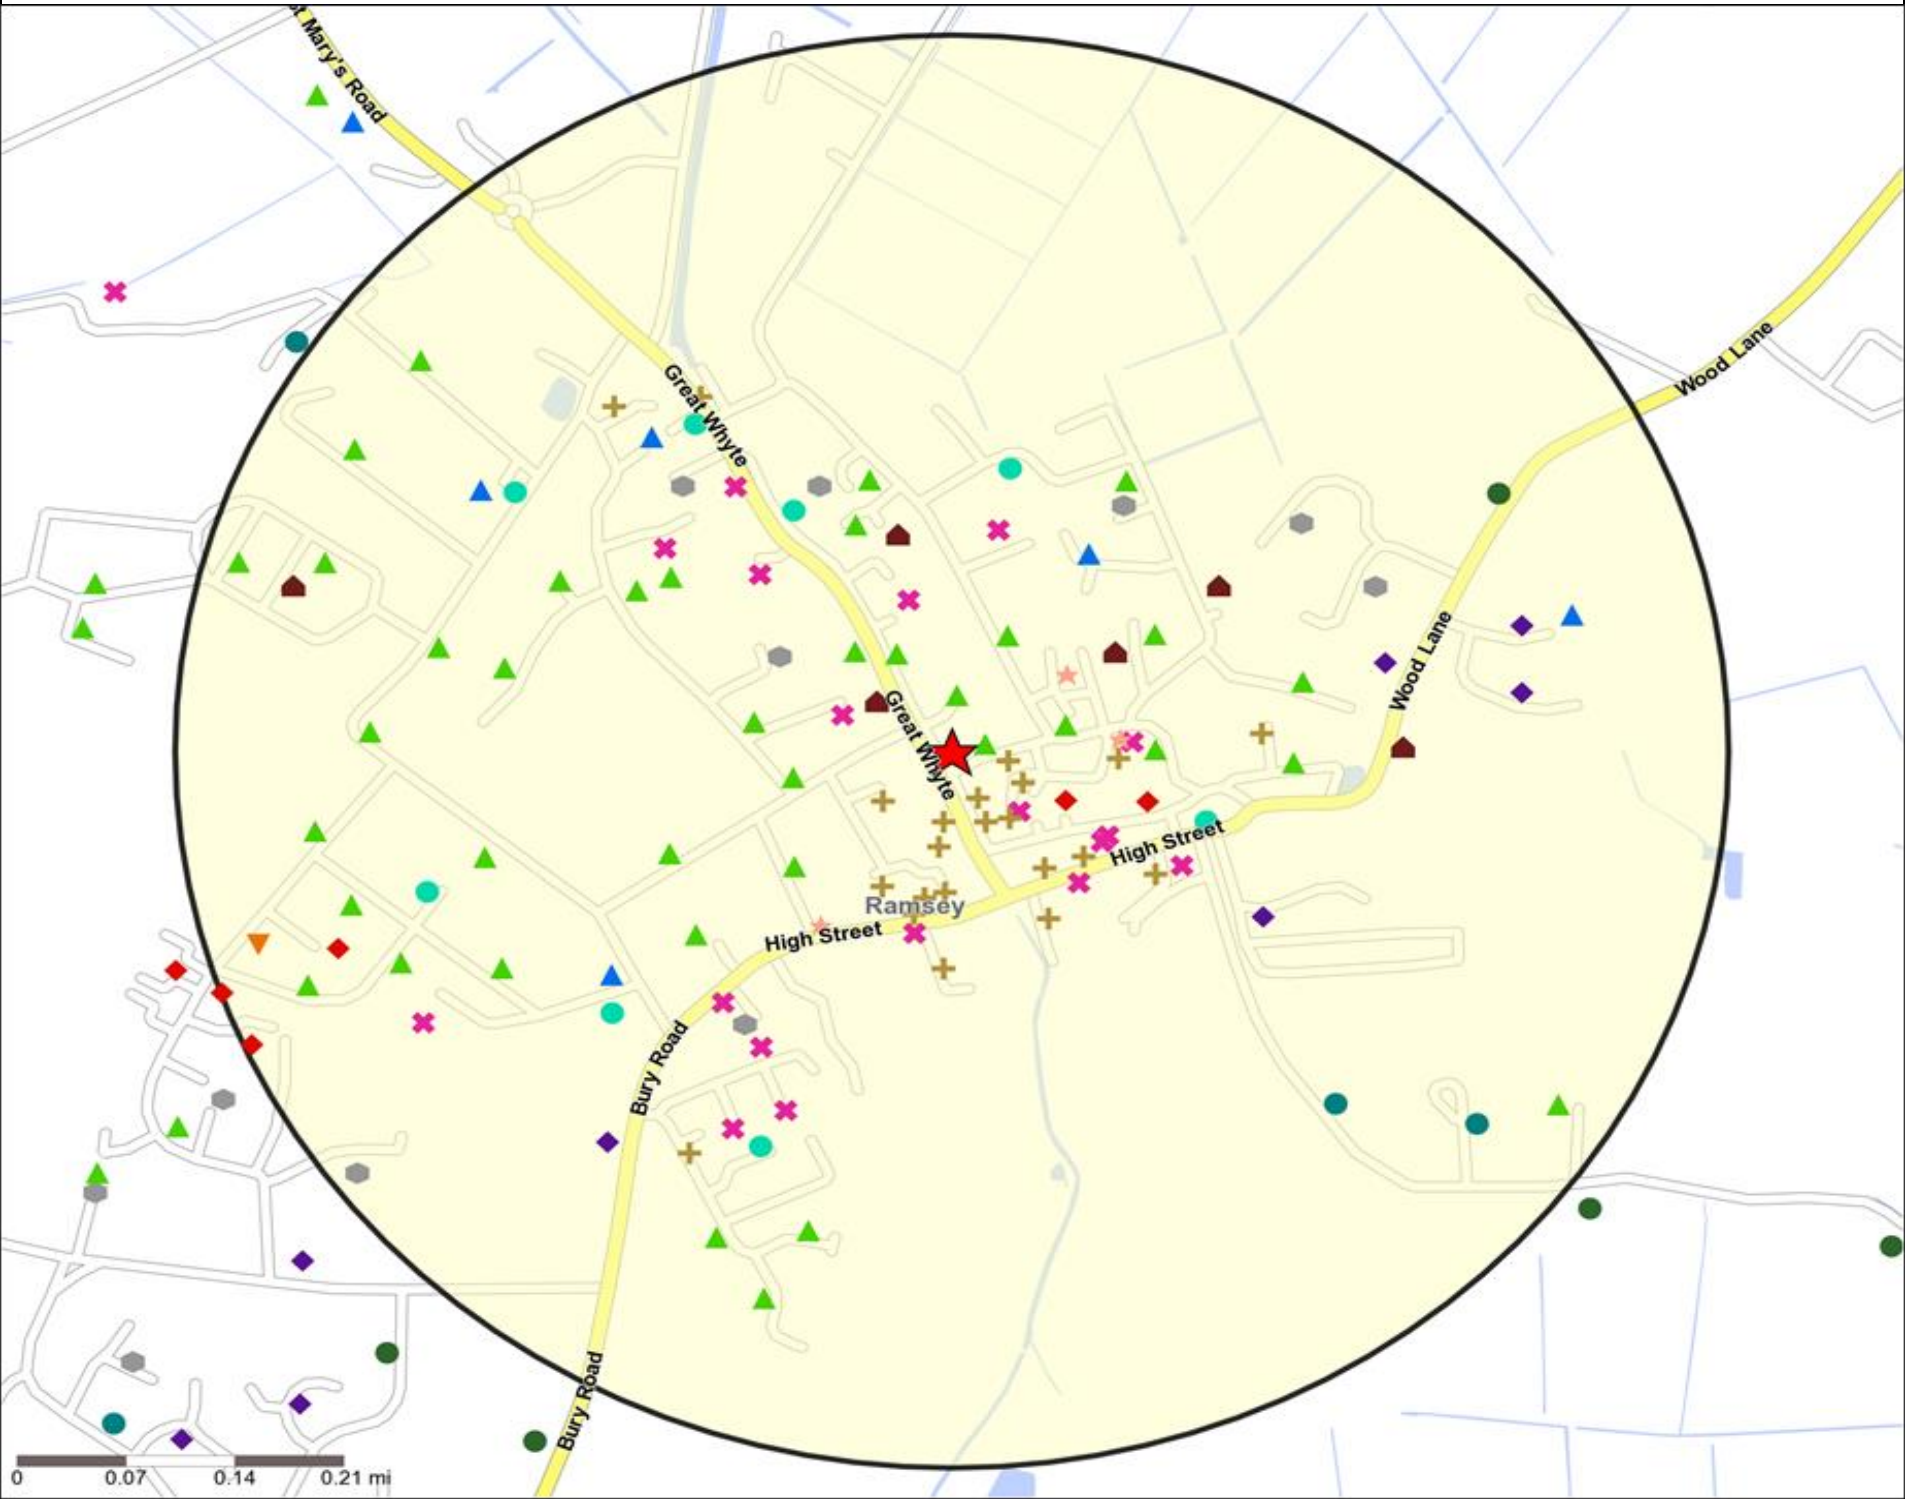 t Mary's Road
Wood Lane
Great Whyte
Wood Lane
Great Whyte
High Street
Ramsey
High Street
Bury Road
Bury Road
0 0.07 0.14 0.21 mi